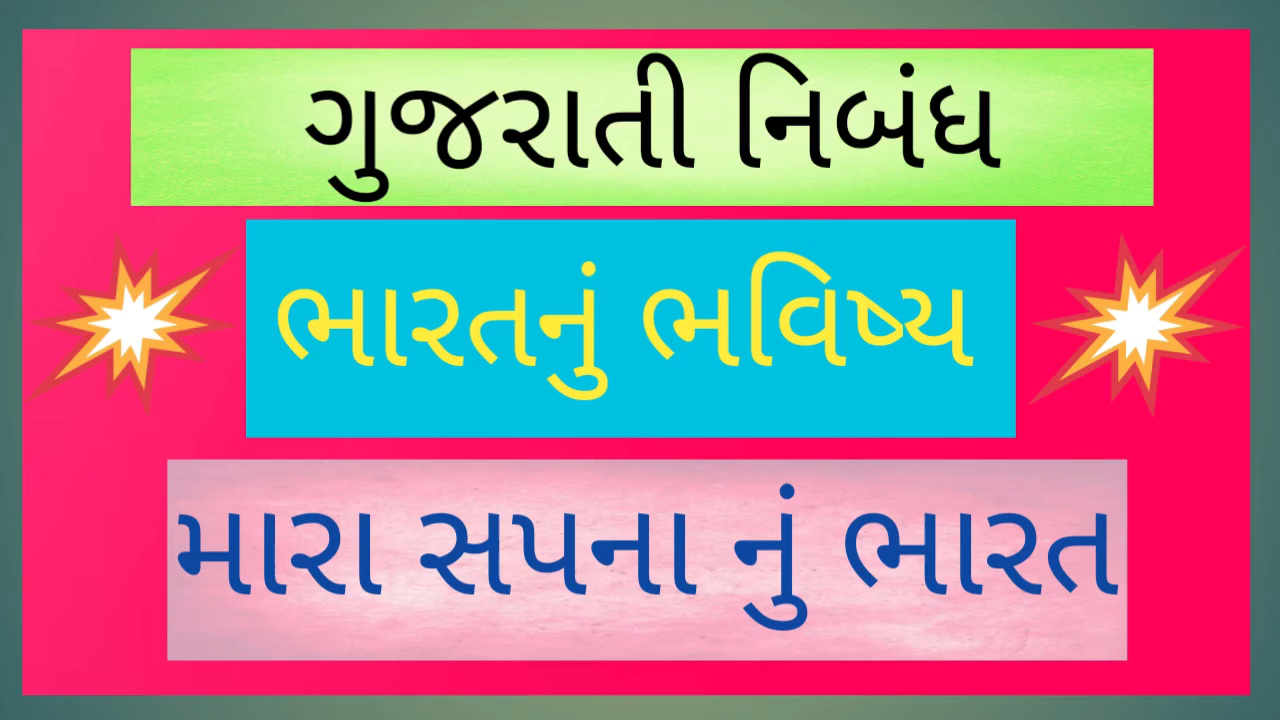 ગુજરાતી નિબંધ
ભારતનું ભવિષ્ય
મારા સપના નું ભારત